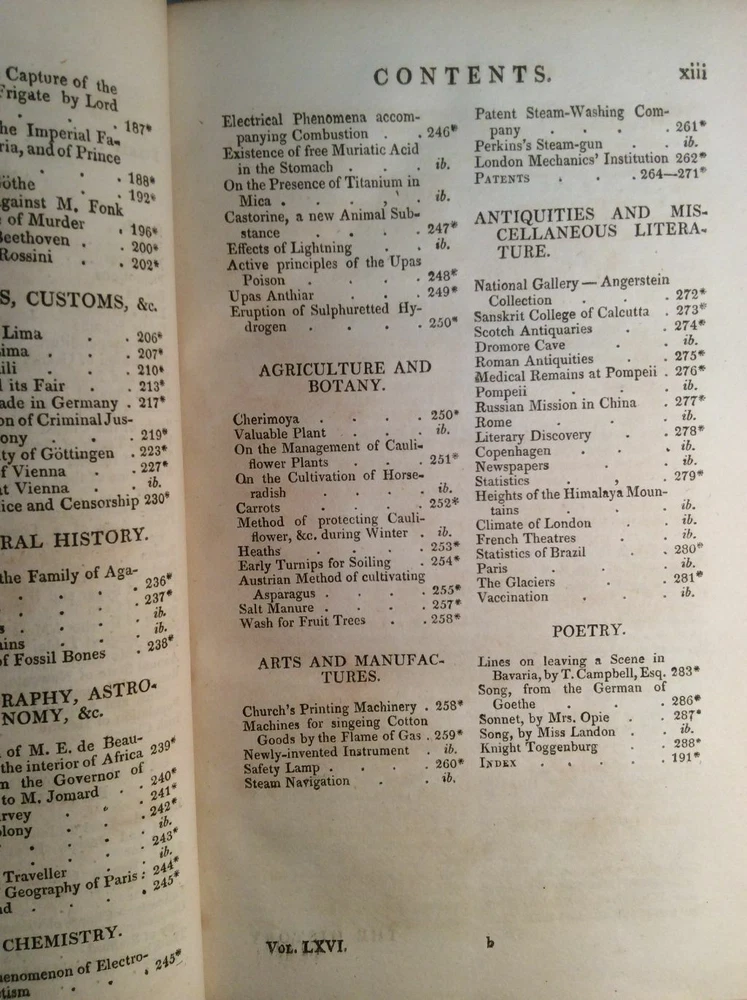 Capture of the
Frigate by Lord
. . 187*
the Imperial Fa-
ria, and of Prince
. . 188*
öthe . 192*
against M. Fonk
e of Murder . 196*
Beethoven . . 200*
Rossini . . 202*
S, CUSTOMS, &c.
Lima . . 206*
ima . . . 207*
ili . . . 210*
l its Fair . . 213*
ade in Germany . 217*
on of Criminal Jus-
ony . . . 219*
ty of Göttingen . 223*
f Vienna . . 227*
at Vienna . . ib.
ice and Censorship 230*
RAL HISTORY.
the Family of Aga-
. . . . 236*
. . . . 237*
. . . . ib.
s . . . ib.
ains . . . ib.
of Fossil Bones . 238*
RAPHY, ASTRO-
NOMY, &c.
of M. E. de Beau-
the interior of Africa 239*
m the Governor of
to M. Jomard . 240*
rvey . . . 241*
olony . . . 242*
. . . . ib.
. . . . 243*
Traveller . . ib.
Geography of Paris : 244*
d . . . . 245*
CHEMISTRY.
henomenon of Electro-
tism . . . 245*
CONTENTS. xiii
Electrical Phenomena accom-
panying Combustion . . 246*
Existence of free Muriatic Acid
in the Stomach . . . ib.
On the Presence of Titanium in
Mica . . . . . ib.
Castorine, a new Animal Sub-
stance . . . . 247*
Effects of Lightning . . ib.
Active principles of the Upas
Poison . . . . 248*
Upas Anthiar . . . 249*
Eruption of Sulphuretted Hy-
drogen . . . . 250*
AGRICULTURE AND
BOTANY.
Cherimoya . . . . 250*
Valuable Plant . . . ib.
On the Management of Cauli-
flower Plants . . . 251*
On the Cultivation of Horse-
radish . . . . ib.
Carrots . . . . 252*
Method of protecting Cauli-
flower, &c. during Winter . ib.
Heaths . . . . 253*
Early Turnips for Soiling . 254*
Austrian Method of cultivating
Asparagus . . . . 255*
Salt Manure . . . . 257*
Wash for Fruit Trees . . 258*
ARTS AND MANUFAC-
TURES.
Church's Printing Machinery . 258*
Machines for singeing Cotton
Goods by the Flame of Gas . 259*
Newly-invented Instrument . ib.
Safety Lamp . . . . 260*
Steam Navigation . . . ib.
Patent Steam-Washing Com-
pany . . . . 261*
Perkins's Steam-gun . . ib.
London Mechanics' Institution 262*
PATENTS . . . 264—271*
ANTIQUITIES AND MIS-
CELLANEOUS LITERA-
TURE.
National Gallery — Angerstein
Collection . . . 272*
Sanskrit College of Calcutta . 273*
Scotch Antiquaries . . 274*
Dromore Cave . . . ib.
Roman Antiquities . . 275*
Medical Remains at Pompeii . 276*
Pompeii . . . . ib.
Russian Mission in China . 277*
Rome . . . . ib.
Literary Discovery . . 278*
Copenhagen . . . ib.
Newspapers . . . ib.
Statistics . , . 279*
Heights of the Himalaya Moun-
tains . . . . ib.
Climate of London . . ib.
French Theatres . . ib.
Statistics of Brazil . . 280*
Paris . . . . ib.
The Glaciers . . . 281*
Vaccination . . . ib.
POETRY.
Lines on leaving a Scene in
Bavaria, by T. Campbell, Esq. 283*
Song, from the German of
Goethe . . . . 286*
Sonnet, by Mrs. Opie . . 287*
Song, by Miss Landon . . ib.
Knight Toggenburg . . 288*
INDEX . . . . 191*
VOL. LXVI. b